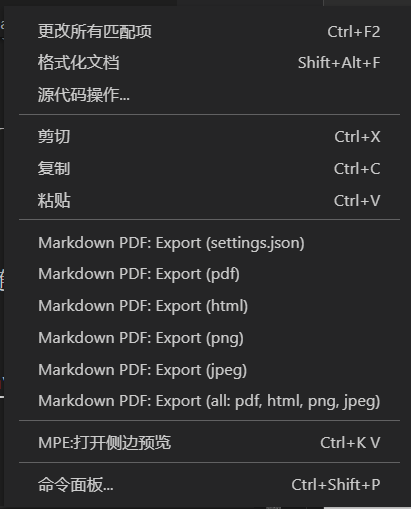 更改所有匹配项 Ctrl+F2
格式化文档 Shift+Alt+F
源代码操作...
剪切 Ctrl+X
复制 Ctrl+C
粘贴 Ctrl+V
Markdown PDF: Export (settings.json)
Markdown PDF: Export (pdf)
Markdown PDF: Export (html)
Markdown PDF: Export (png)
Markdown PDF: Export (jpeg)
Markdown PDF: Export (all: pdf, html, png, jpeg)
MPE:打开侧边预览 Ctrl+K V
命令面板... Ctrl+Shift+P